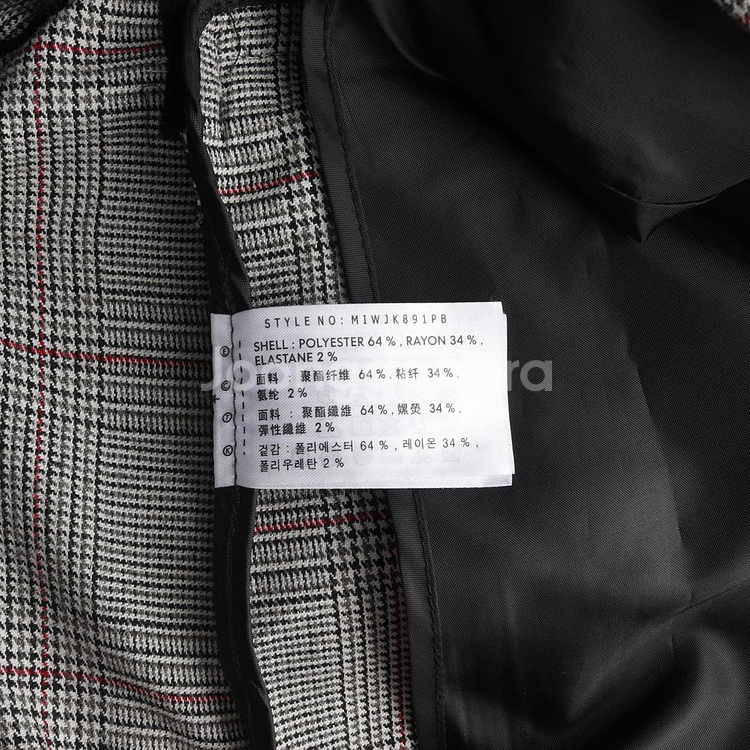 STYLE NO: MIWJK891PB
SHELL : POLYESTER 64 % , RAYON 34 % ,
ELASTANE 2 %
面料 : 聚酯纤维 64 % , 粘纤 34 % ,
氨纶 2 %
面料 : 聚酯纖維 64 % , 嫘熒 34 % ,
彈性纖維 2 %
겉감 : 폴리에스터 64 % , 레이온 34 % ,
폴리우레탄 2 %
E
C
T
K